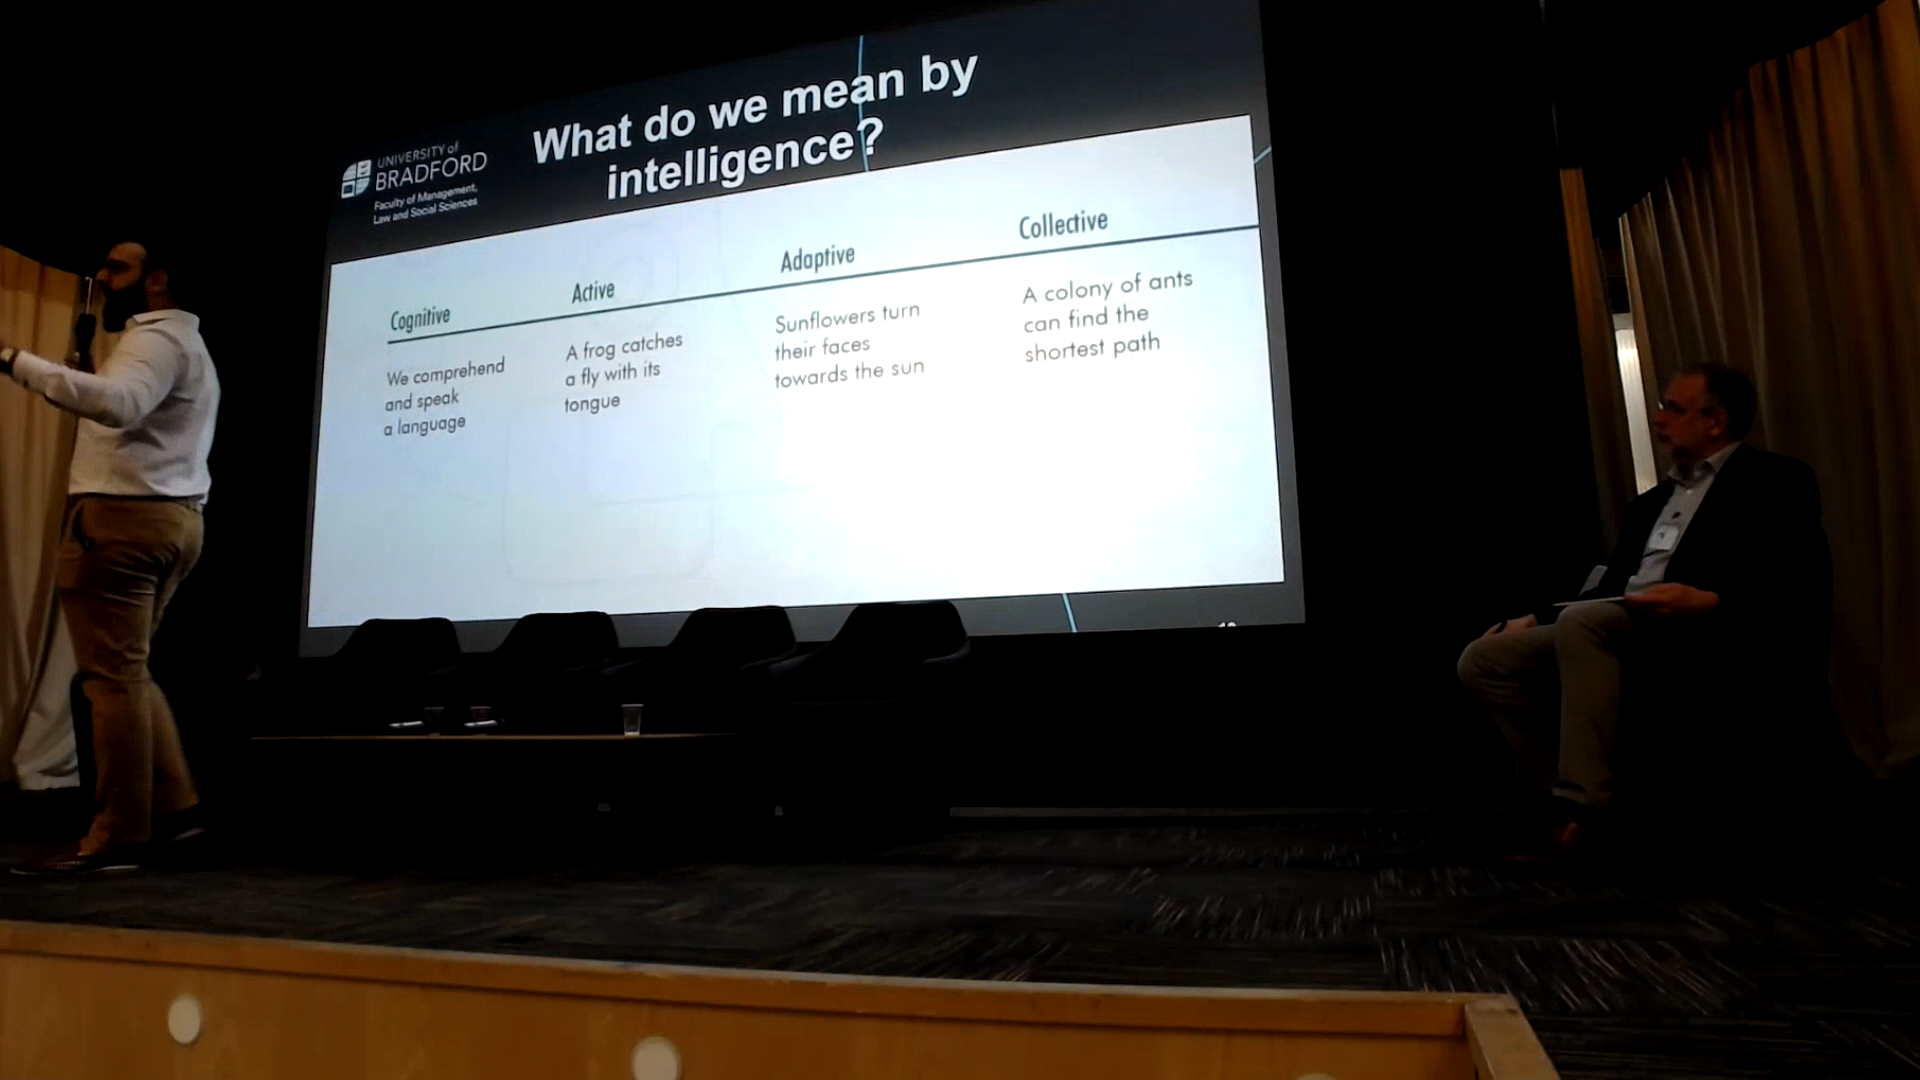 UNIVERSITY of
BRADFORD
Faculty of Management,
Law and Social Sciences
What do we mean by
intelligence?
Cognitive
We comprehend
and speak
a language
Active
A frog catches
a fly with its
tongue
Adaptive
Sunflowers turn
their faces
towards the sun
Collective
A colony of ants
can find the
shortest path